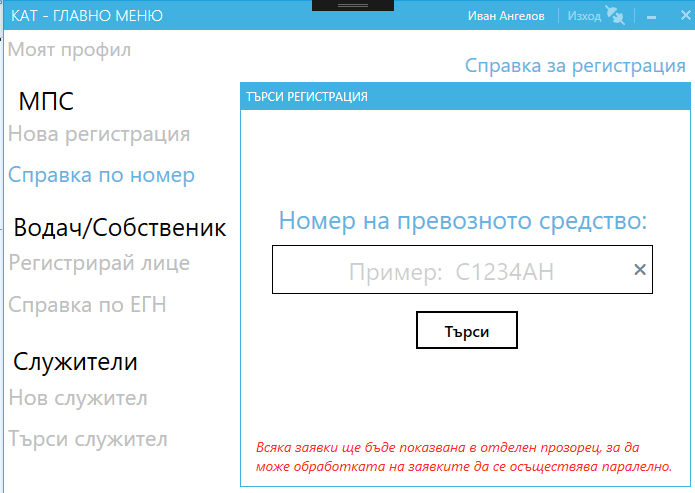 КАТ - ГЛАВНО МЕНЮ
Иван Ангелов
Изход
Моят профил
МПС
Нова регистрация
Справка по номер
Водач/Собственик
Регистрирай лице
Справка по ЕГН
Служители
Нов служител
Търси служител
Справка за регистрация
ТЪРСИ РЕГИСТРАЦИЯ
Номер на превозното средство:
Пример: С1234АН
Търси
Всяка заявки ще бъде показвана в отделен прозорец, за да
може обработката на заявките да се осъществява паралелно.